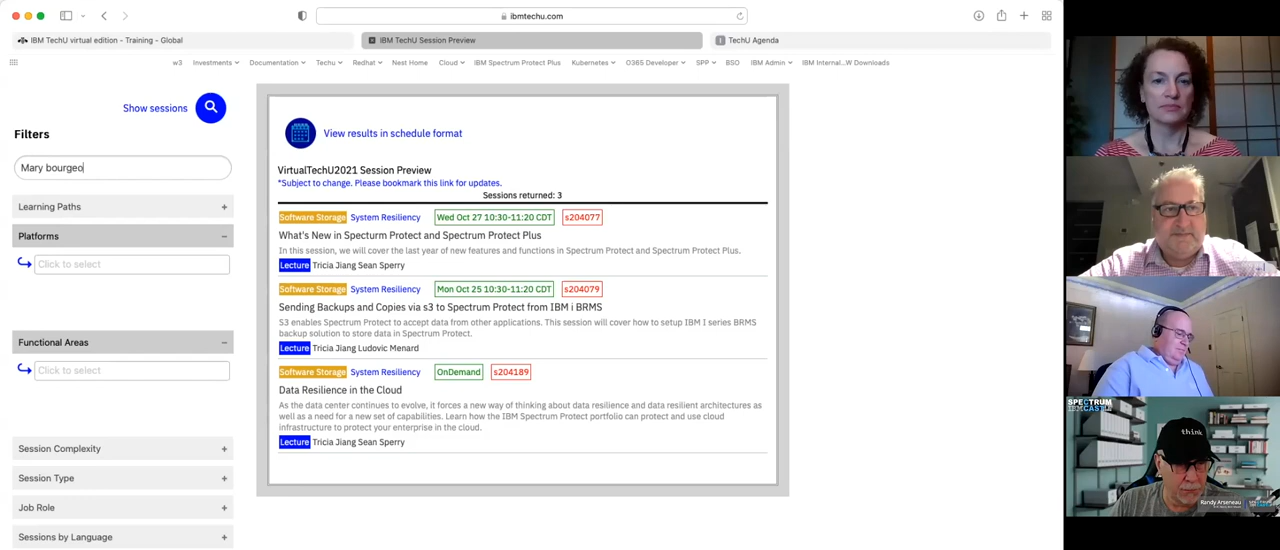 ibmtechu.com
IBM TechU virtual edition - Training - Global
IBM TechU Session Preview
TechU Agenda
w3 Investments Documentation Techu Redhat Nest Home Cloud IBM Spectrum Protect Plus Kubernetes O365 Developer SPP BSO IBM Admin IBM Internal...W Downloads
Show sessions
Filters
Mary bourgeo
Learning Paths +
Platforms −
Click to select
Functional Areas −
Click to select
Session Complexity +
Session Type +
Job Role +
Sessions by Language +
View results in schedule format
VirtualTechU2021 Session Preview
*Subject to change. Please bookmark this link for updates.
Sessions returned: 3
Software Storage System Resiliency Wed Oct 27 10:30-11:20 CDT s204077
What's New in Specturm Protect and Spectrum Protect Plus
In this session, we will cover the last year of new features and functions in Spectrum Protect and Spectrum Protect Plus.
Lecture Tricia Jiang Sean Sperry
Software Storage System Resiliency Mon Oct 25 10:30-11:20 CDT s204079
Sending Backups and Copies via s3 to Spectrum Protect from IBM i BRMS
S3 enables Spectrum Protect to accept data from other applications. This session will cover how to setup IBM I series BRMS
backup solution to store data in Spectrum Protect.
Lecture Tricia Jiang Ludovic Menard
Software Storage System Resiliency OnDemand s204189
Data Resilience in the Cloud
As the data center continues to evolve, it forces a new way of thinking about data resilience and data resilient architectures as
well as a need for a new set of capabilities. Learn how the IBM Spectrum Protect portfolio can protect and use cloud
infrastructure to protect your enterprise in the cloud.
Lecture Tricia Jiang Sean Sperry
SPECTRUM
IBMCAST
think
Randy Arseneau